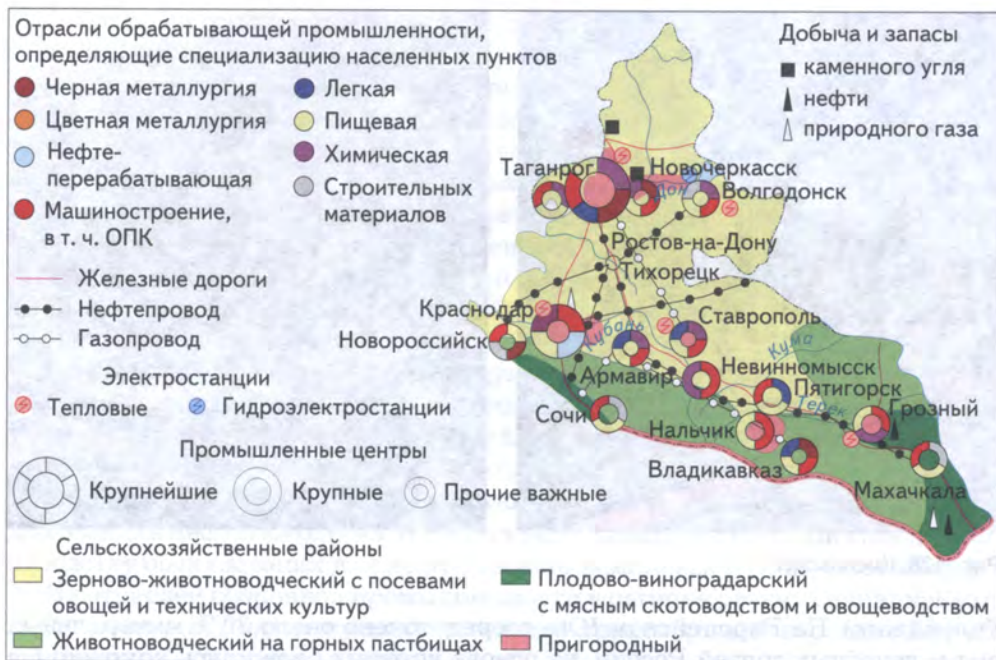 Отрасли обрабатывающей промышленности,
определяющие специализацию населенных пунктов
Черная металлургия
Цветная металлургия
Нефте-
перерабатывающая
Машиностроение,
в т. ч. ОПК
Легкая
Пищевая
Химическая
Строительных
материалов
Железные дороги
Нефтепровод
Газопровод
Электростанции
Тепловые
Гидроэлектростанции
Промышленные центры
Крупнейшие
Крупные
Прочие важные
Добыча и запасы
каменного угля
нефти
природного газа
Таганрог
Новочеркасск
Дон
Волгодонск
Ростов-на-Дону
Тихорецк
Краснодар
Ставрополь
Новороссийск
Кубань
Кума
Армавир
Невинномысск
Пятигорск
Терек
Грозный
Сочи
Нальчик
Владикавказ
Махачкала
Сельскохозяйственные районы
Зерново-животноводческий с посевами
овощей и технических культур
Животноводческий на горных пастбищах
Плодово-виноградарский
с мясным скотоводством и овощеводством
Пригородный